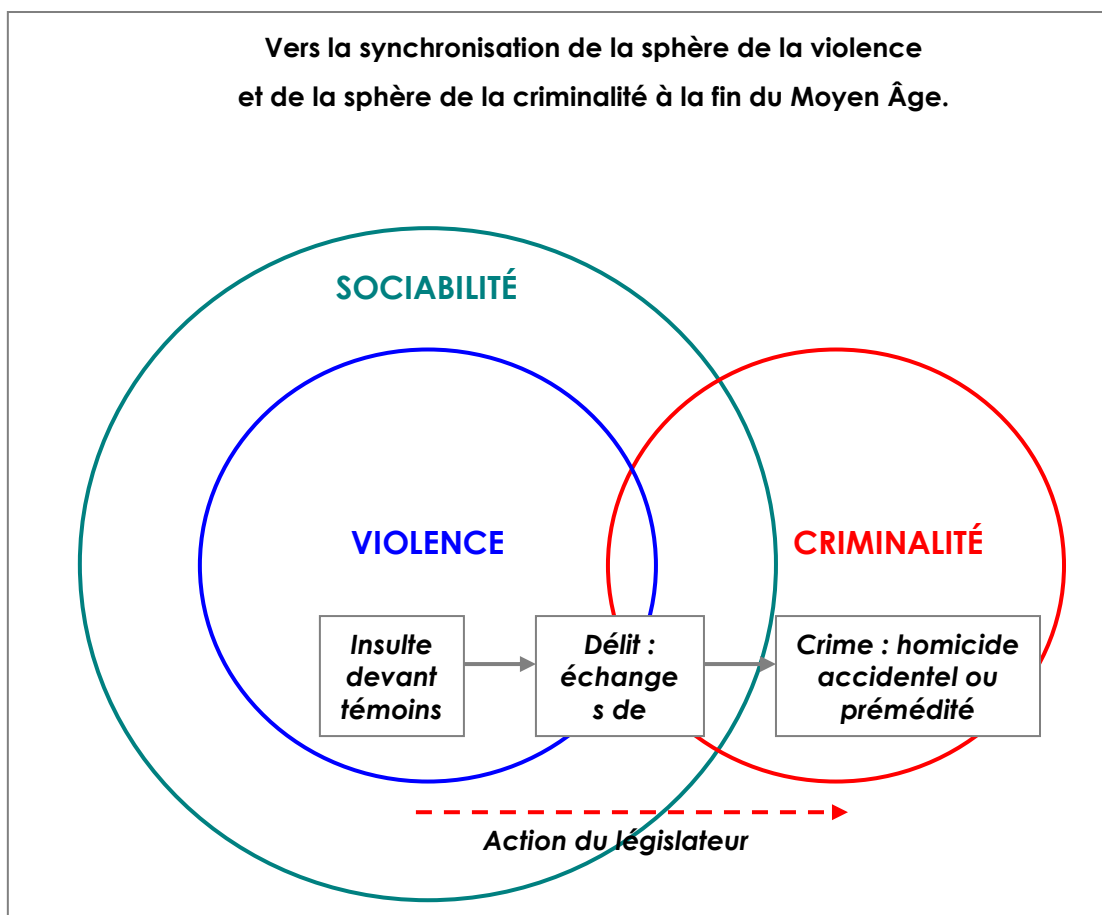 Vers la synchronisation de la sphère de la violence
et de la sphère de la criminalité à la fin du Moyen Âge.
SOCIABILITÉ
VIOLENCE
CRIMINALITÉ
Insulte
devant
témoins
Délit :
échange
s de
Crime : homicide
accidentel ou
prémédité
Action du législateur